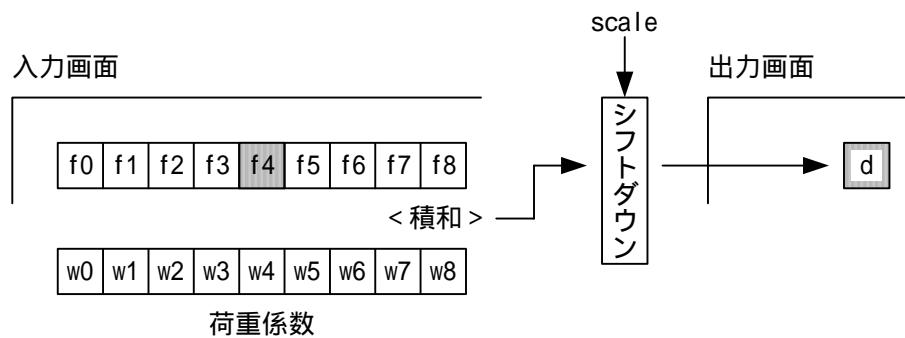 scale
入力画面
出力画面
シフトダウン
f0 f1 f2 f3 f4 f5 f6 f7 f8
d
<積和>
w0 w1 w2 w3 w4 w5 w6 w7 w8
荷重係数